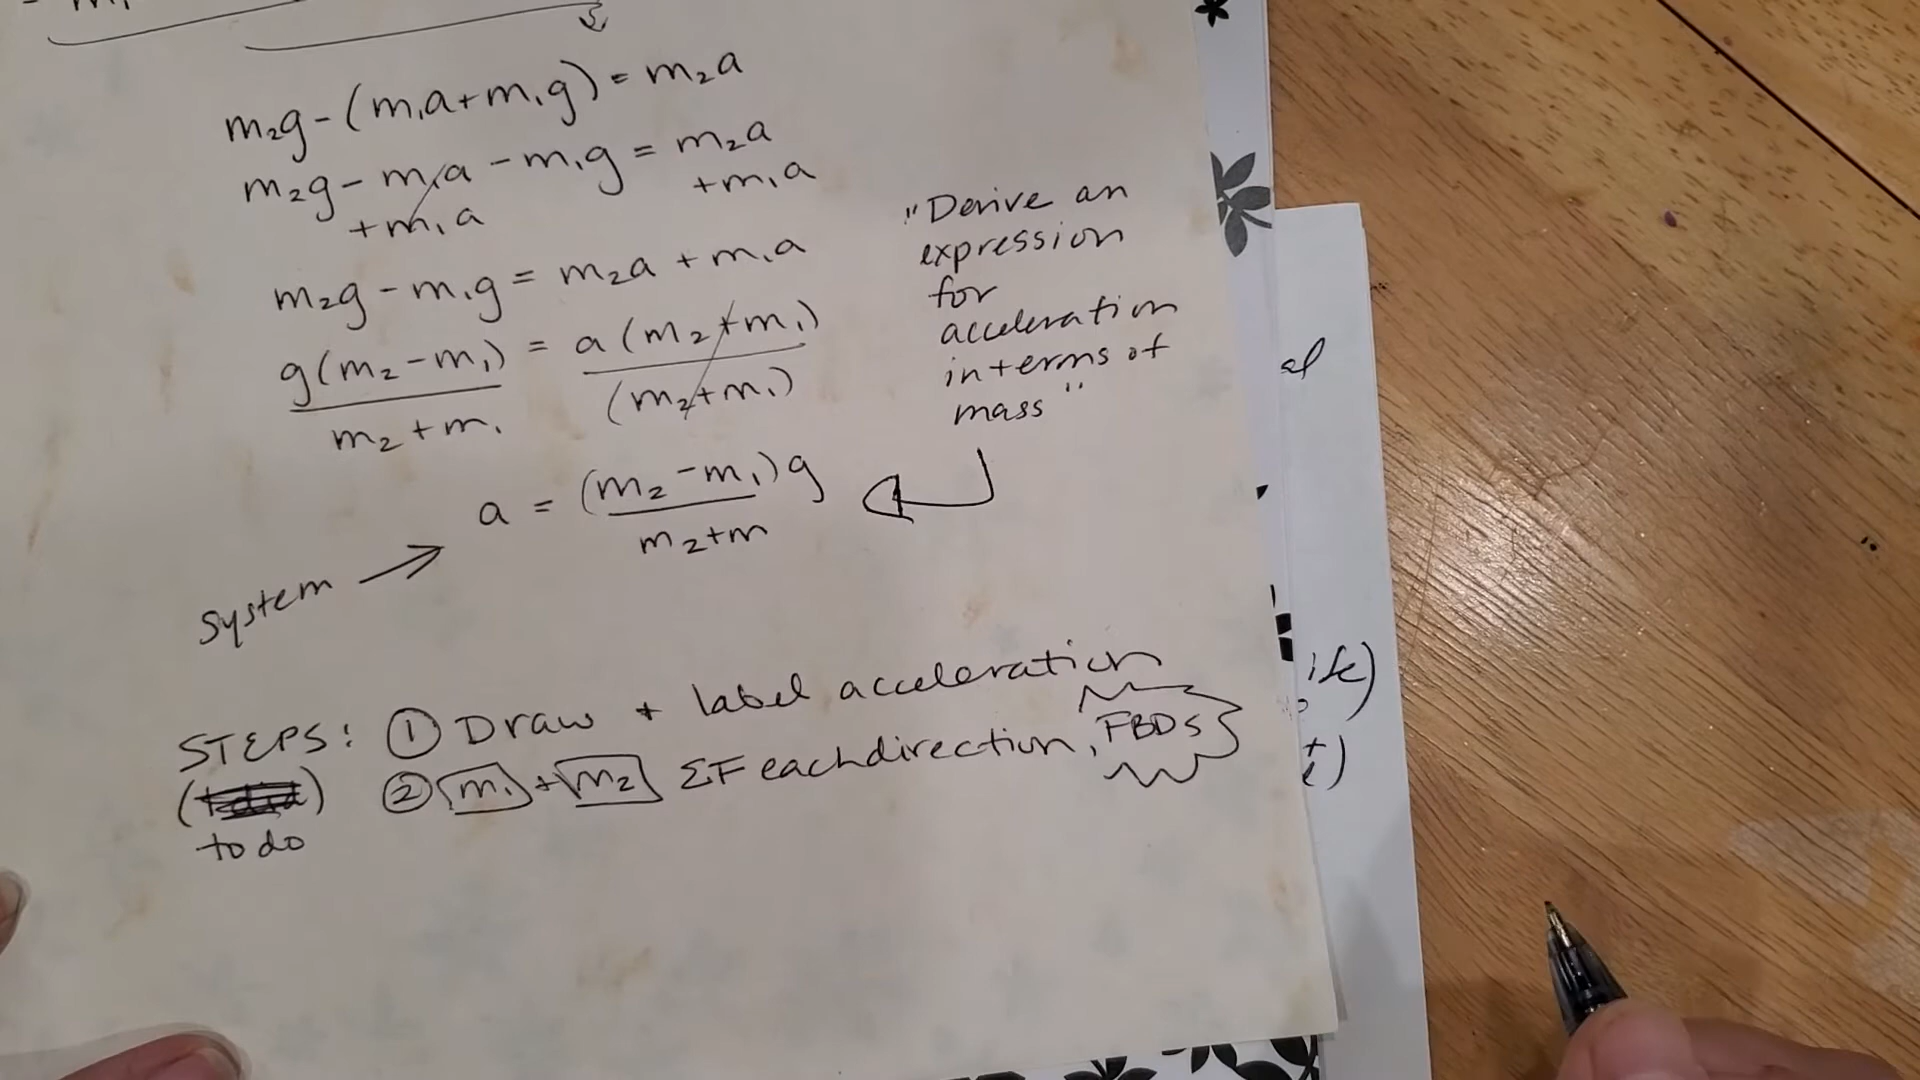 m₂g - (m₁a + m₁g) = m₂a
m₂g - m₁a - m₁g = m₂a
+m₁a +m₁a
m₂g - m₁g = m₂a + m₁a
g(m₂ - m₁) = a(m₂ + m₁)
m₂ + m₁ (m₂ + m₁)
a = (m₂ - m₁)g
m₂ + m
"Derive an
expression
for
acceleration
in terms of
mass"
System →
STEPS: ① Draw + label acceleration
② m₁ + m₂ ΣF each direction, FBDs
( )
to do